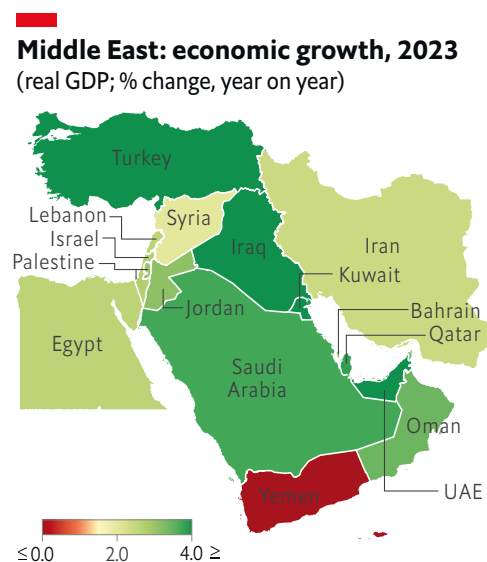 Middle East: economic growth, 2023
(real GDP; % change, year on year)
Turkey
Lebanon
Syria
Israel
Iraq
Iran
Palestine
Kuwait
Jordan
Bahrain
Qatar
Egypt
Saudi
Arabia
Oman
UAE
Yemen
≤ 0.0 2.0 4.0 ≥